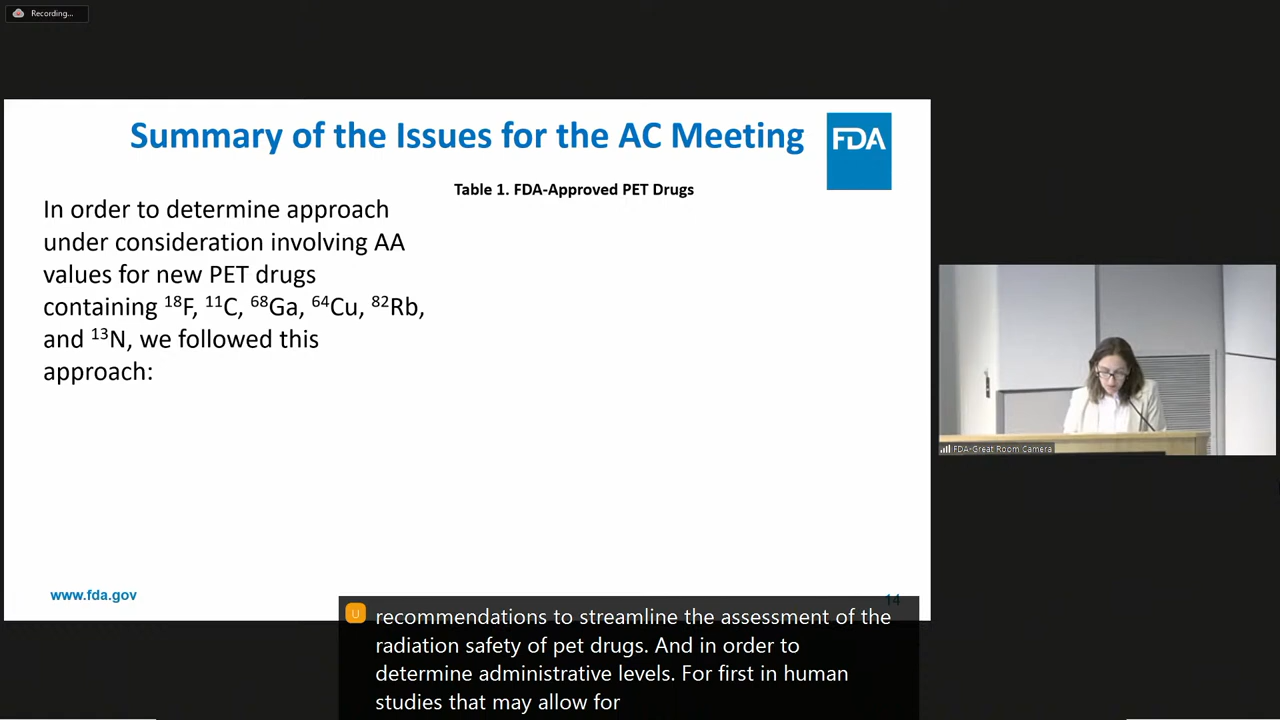 Recording...
Summary of the Issues for the AC Meeting
FDA
Table 1. FDA-Approved PET Drugs
In order to determine approach
under consideration involving AA
values for new PET drugs
containing ¹⁸F, ¹¹C, ⁶⁸Ga, ⁶⁴Cu, ⁸²Rb,
and ¹³N, we followed this
approach:
FDA-Great Room Camera
www.fda.gov
14
U
recommendations to streamline the assessment of the
radiation safety of pet drugs. And in order to
determine administrative levels. For first in human
studies that may allow for